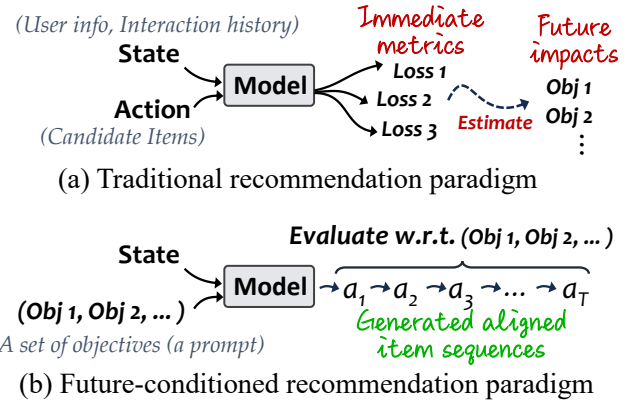 (User info, Interaction history)
State
Action
(Candidate Items)
Model
Immediate
metrics
Loss 1
Loss 2
Loss 3
Estimate
Future
impacts
Obj 1
Obj 2
⋮
(a) Traditional recommendation paradigm
Evaluate w.r.t. (Obj 1, Obj 2, ... )
State
(Obj 1, Obj 2, ... )
A set of objectives (a prompt)
Model
a1 a2 a3 ... aT
Generated aligned
item sequences
(b) Future-conditioned recommendation paradigm